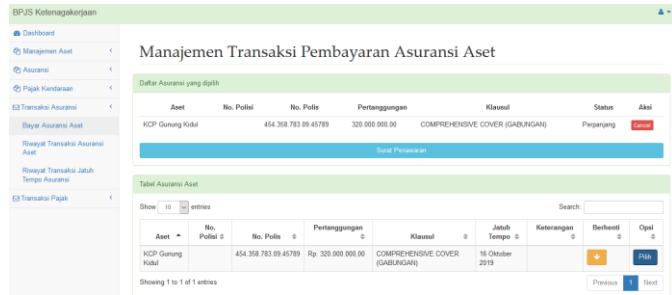 BPJS Ketenagakerjaan
Dashboard
Manajemen Aset
Asuransi
Pajak Kendaraan
Transaksi Asuransi
Bayar Asuransi Aset
Riwayat Transaksi Asuransi
Aset
Riwayat Transaksi Jatuh
Tempo Asuransi
Transaksi Pajak
Manajemen Transaksi Pembayaran Asuransi Aset
Daftar Asuransi yang dipilih
Aset No. Polisi No. Polis Pertanggungan Klausul Status Aksi
KCP Gunung Kidul 454.358.783.09.45789 320.000.000,00 COMPREHENSIVE COVER (GABUNGAN) Perpanjang Cancel
Surat Penawaran
Tabel Asuransi Aset
Show 10 entries Search:
Aset No. Polisi No. Polis Pertanggungan Klausul Jatuh Tempo Keterangan Berhenti Opsi
KCP Gunung Kidul 454.358.783.09.45789 Rp. 320.000.000,00 COMPREHENSIVE COVER (GABUNGAN) 16 Oktober 2019 Pilih
Showing 1 to 1 of 1 entries Previous 1 Next